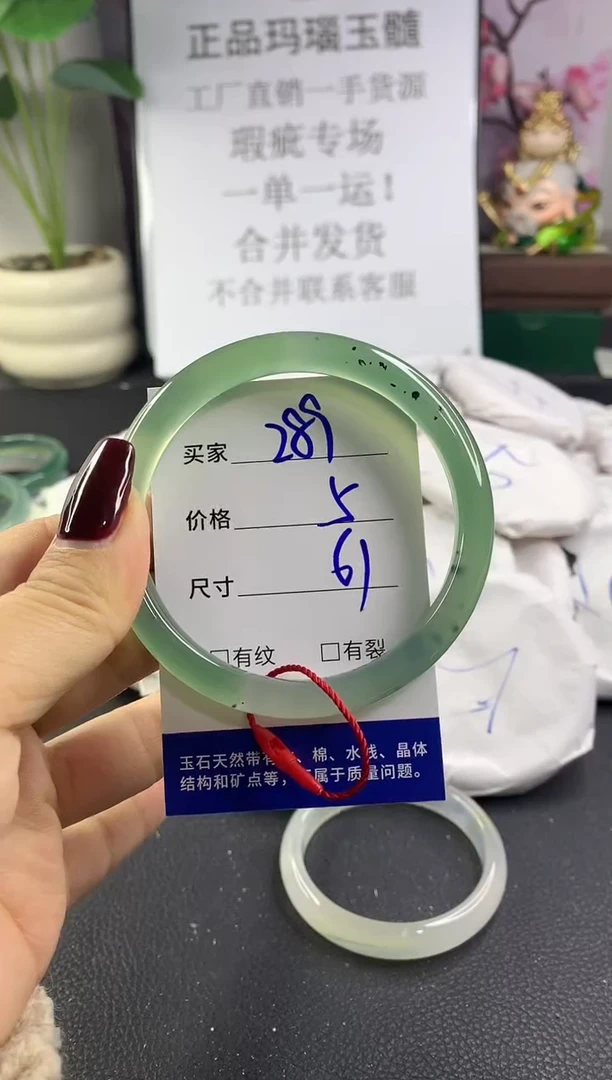 正品玛瑙玉髓
工厂直销一手货源
瑕疵专场
一单一运！
合并发货
不合并联系客服
买家 289
价格 5
尺寸 61
□有纹 □有裂
玉石天然带有 、棉、水线、晶体
结构和矿点等， 属于质量问题。